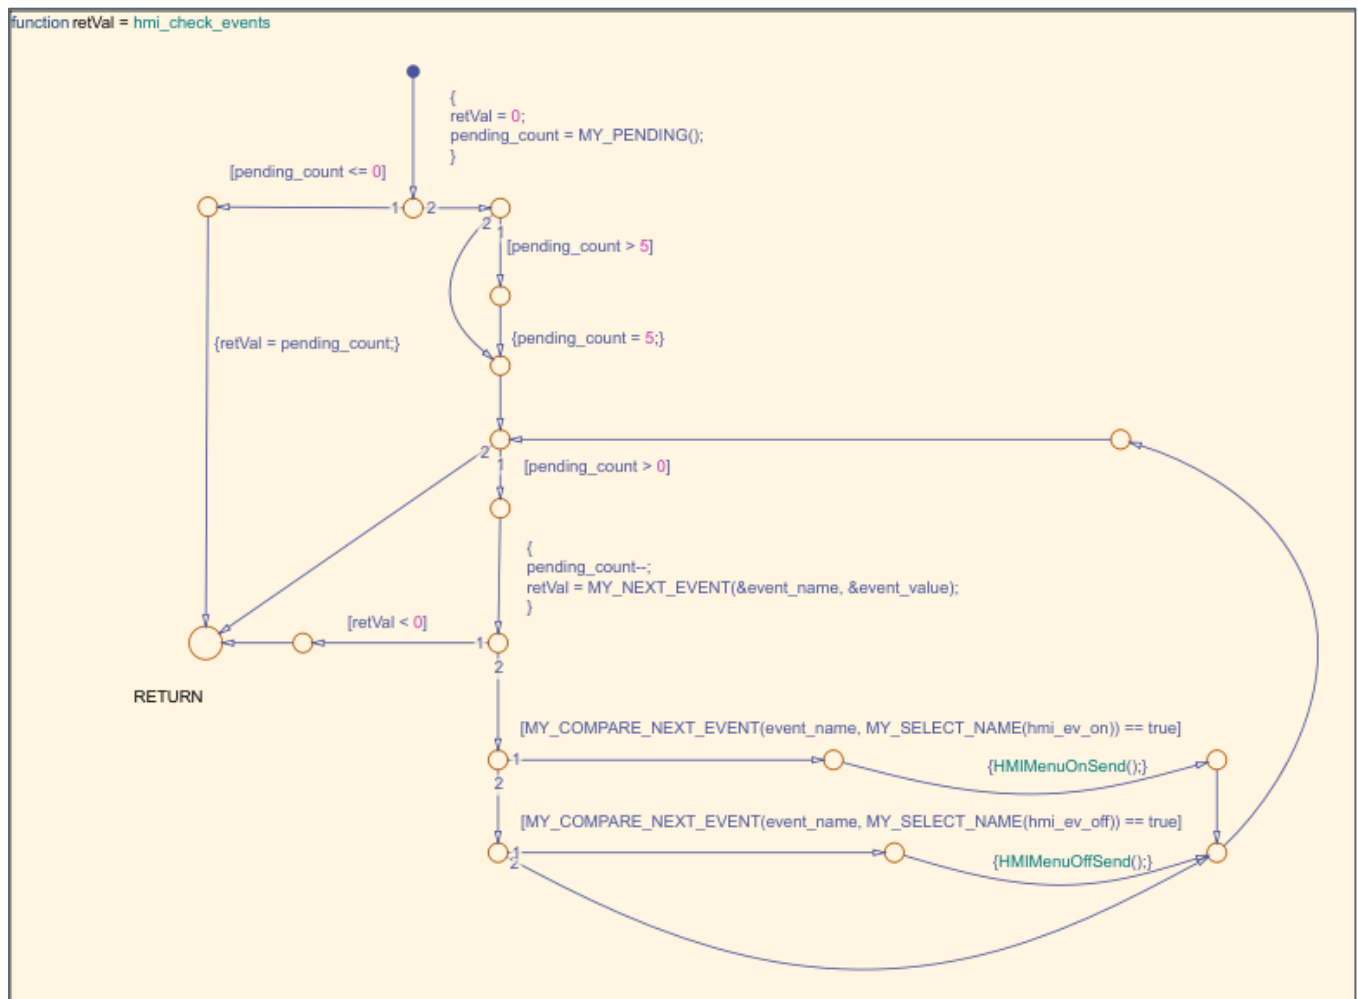 function retVal = hmi_check_events
{
retVal = 0;
pending_count = MY_PENDING();
}
[pending_count <= 0]
1
2
2
1
[pending_count > 5]
{retVal = pending_count;}
{pending_count = 5;}
2
1
[pending_count > 0]
{
pending_count--;
retVal = MY_NEXT_EVENT(&event_name, &event_value);
}
[retVal < 0]
1
2
RETURN
[MY_COMPARE_NEXT_EVENT(event_name, MY_SELECT_NAME(hmi_ev_on)) == true]
1
{HMIMenuOnSend();}
2
[MY_COMPARE_NEXT_EVENT(event_name, MY_SELECT_NAME(hmi_ev_off)) == true]
1
2
{HMIMenuOffSend();}